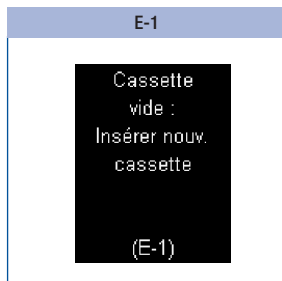 E-1
Cassette
vide :
Insérer nouv.
cassette
(E-1)